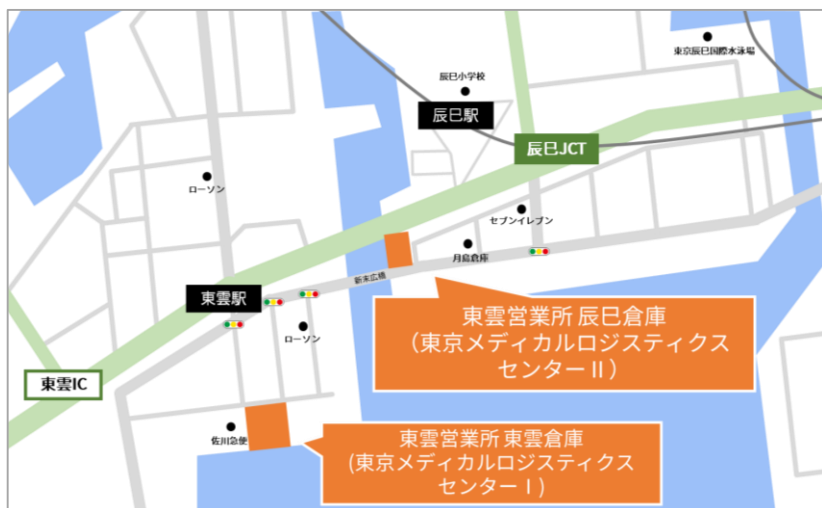 東京辰巳国際水泳場
辰巳小学校
辰巳駅
辰巳JCT
ローソン
セブンイレブン
月島倉庫
新末広橋
東雲駅
ローソン
東雲営業所 辰巳倉庫
(東京メディカルロジスティクス
センターⅡ)
東雲IC
佐川急便
東雲営業所 東雲倉庫
(東京メディカルロジスティクス
センターⅠ)